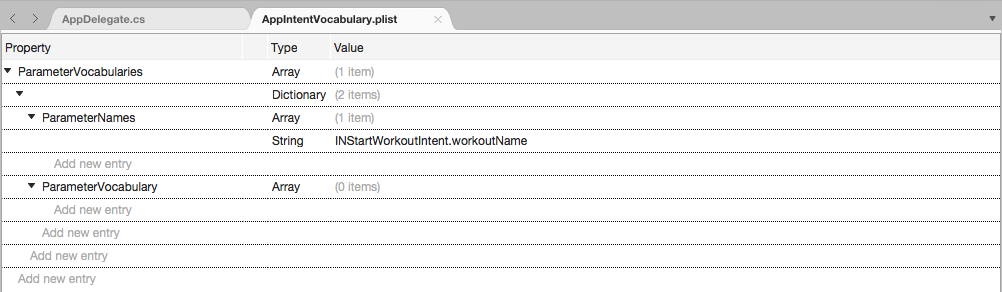 AppDelegate.cs AppIntentVocabulary.plist
Property Type Value
ParameterVocabularies Array (1 item)
Dictionary (2 items)
ParameterNames Array (1 item)
String INStartWorkoutIntent.workoutName
Add new entry
ParameterVocabulary Array (0 items)
Add new entry
Add new entry
Add new entry
Add new entry